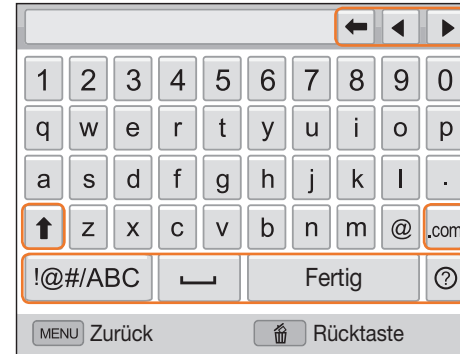 1 2 3 4 5 6 7 8 9 0
q w e r t y u i o p
a s d f g h j k l .
z x c v b n m @ .com
!@#/ABC Fertig ?
MENU Zurück Rücktaste